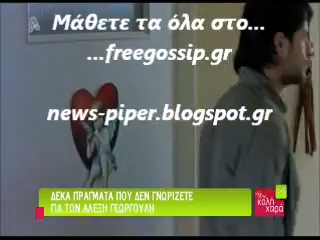 Μάθετε τα όλα στο...
...freegossip.gr
news-piper.blogspot.gr
ΔΕΚΑ ΠΡΑΓΜΑΤΑ ΠΟΥ ΔΕΝ ΓΝΩΡΙΖΕΤΕ
ΓΙΑ ΤΟΝ ΑΛΕΞΗ ΓΕΩΡΓΟΥΛΗ
καλή
χαρά